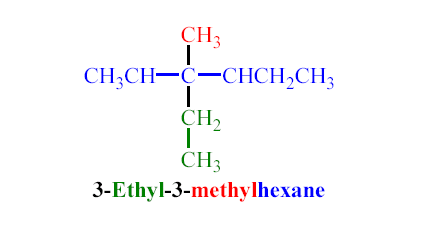 CH₃
CH₃CH—C—CHCH₂CH₃
CH₂
CH₃
3-Ethyl-3-methylhexane